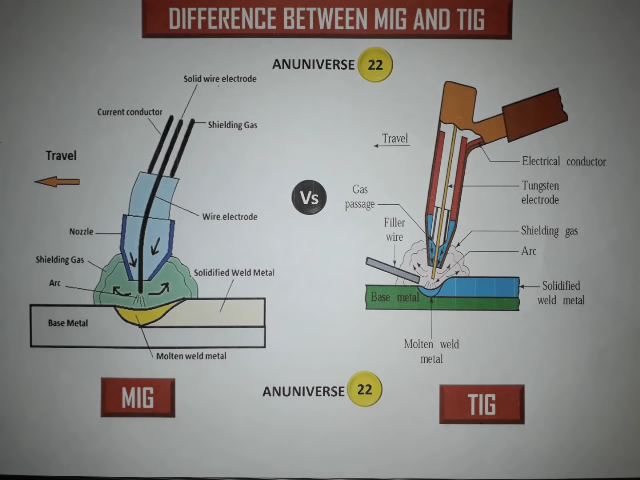 DIFFERENCE BETWEEN MIG AND TIG
ANUNIVERSE 22
Solid wire electrode
Current conductor
Shielding Gas
Travel
Wire electrode
Nozzle
Shielding Gas
Solidified Weld Metal
Arc
Base Metal
Molten weld metal
MIG
Vs
Travel
Electrical conductor
Gas
passage
Tungsten
electrode
Filler
wire
Shielding gas
Arc
Base metal
Solidified
weld metal
Molten weld
metal
ANUNIVERSE 22
TIG